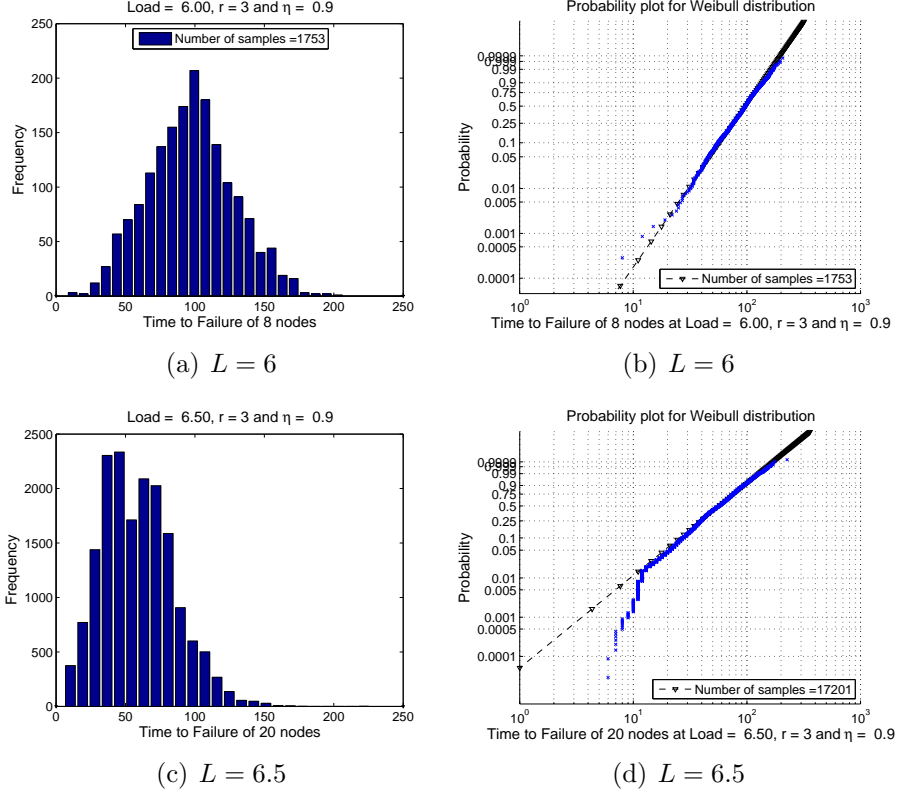 Load = 6.00, r = 3 and η = 0.9
Number of samples =1753
250
200
150
100
50
0
Frequency
0 50 100 150 200 250
Time to Failure of 8 nodes
(a) L = 6
Probability plot for Weibull distribution
0.9999
0.99
0.9
0.75
0.5
0.25
0.1
0.05
0.01
0.005
0.001
0.0005
0.0001
Probability
Number of samples =1753
10^0 10^1 10^2 10^3
Time to Failure of 8 nodes at Load = 6.00, r = 3 and η = 0.9
(b) L = 6
Load = 6.50, r = 3 and η = 0.9
2500
2000
1500
1000
500
0
Frequency
0 50 100 150 200 250
Time to Failure of 20 nodes
(c) L = 6.5
Probability plot for Weibull distribution
0.9999
0.99
0.9
0.75
0.5
0.25
0.1
0.05
0.01
0.005
0.001
0.0005
0.0001
Probability
Number of samples =17201
10^0 10^1 10^2 10^3
Time to Failure of 20 nodes at Load = 6.50, r = 3 and η = 0.9
(d) L = 6.5